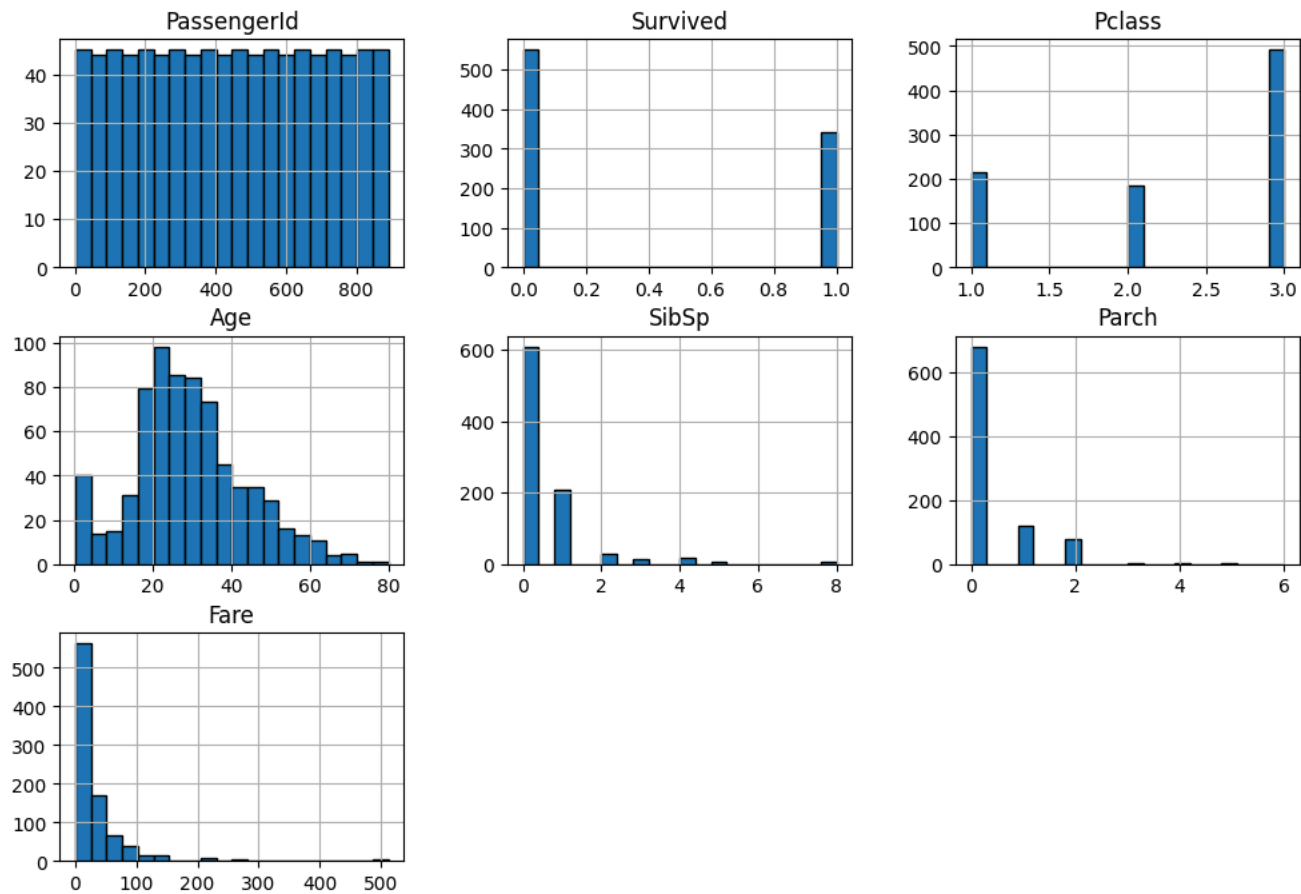 PassengerId Survived Pclass
40 30 20 10 0
0 200 400 600 800
500 400 300 200 100 0
0.0 0.2 0.4 0.6 0.8 1.0
500 400 300 200 100 0
1.0 1.5 2.0 2.5 3.0
Age SibSp Parch
100 80 60 40 20 0
0 20 40 60 80
600 400 200 0
0 2 4 6 8
600 400 200 0
0 2 4 6
Fare
500 400 300 200 100 0
0 100 200 300 400 500